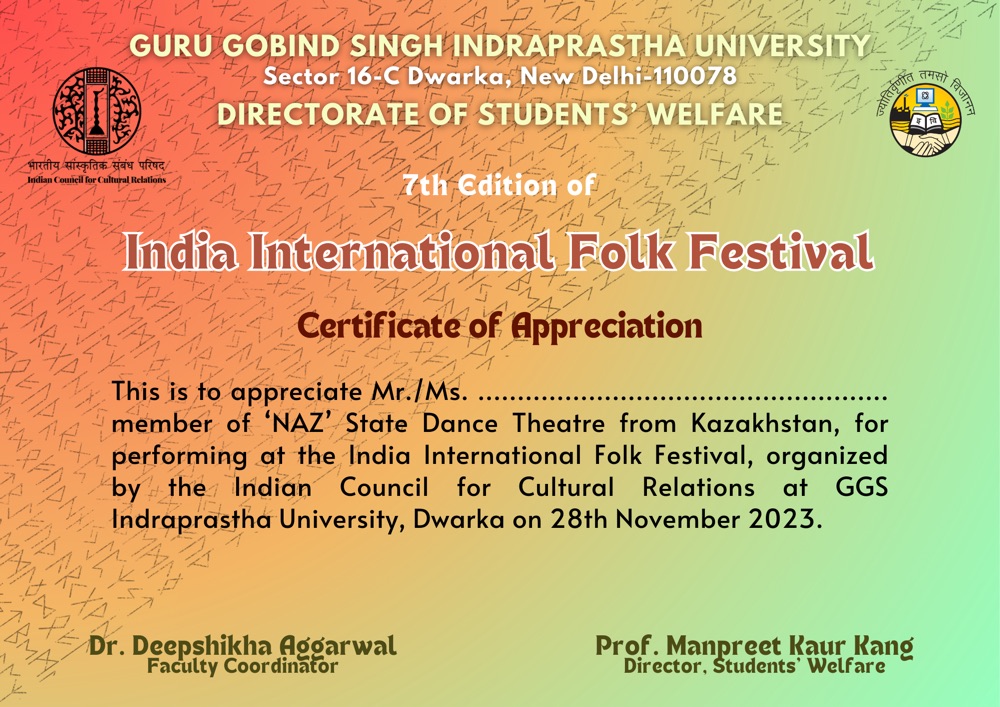 GURU GOBIND SINGH INDRAPRASTHA UNIVERSITY
Sector 16-C Dwarka, New Delhi-110078
DIRECTORATE OF STUDENTS’ WELFARE
भारतीय सांस्कृतिक संबंध परिषद
Indian Council for Cultural Relations
ज्योतिर्वृणीत तमसो विजानन
इ वि
7th Edition of
India International Folk Festival
Certificate of Appreciation
This is to appreciate Mr./Ms. ....................................................
member of ‘NAZ’ State Dance Theatre from Kazakhstan, for
performing at the India International Folk Festival, organized
by the Indian Council for Cultural Relations at GGS
Indraprastha University, Dwarka on 28th November 2023.
Dr. Deepshikha Aggarwal
Faculty Coordinator
Prof. Manpreet Kaur Kang
Director, Students’ Welfare